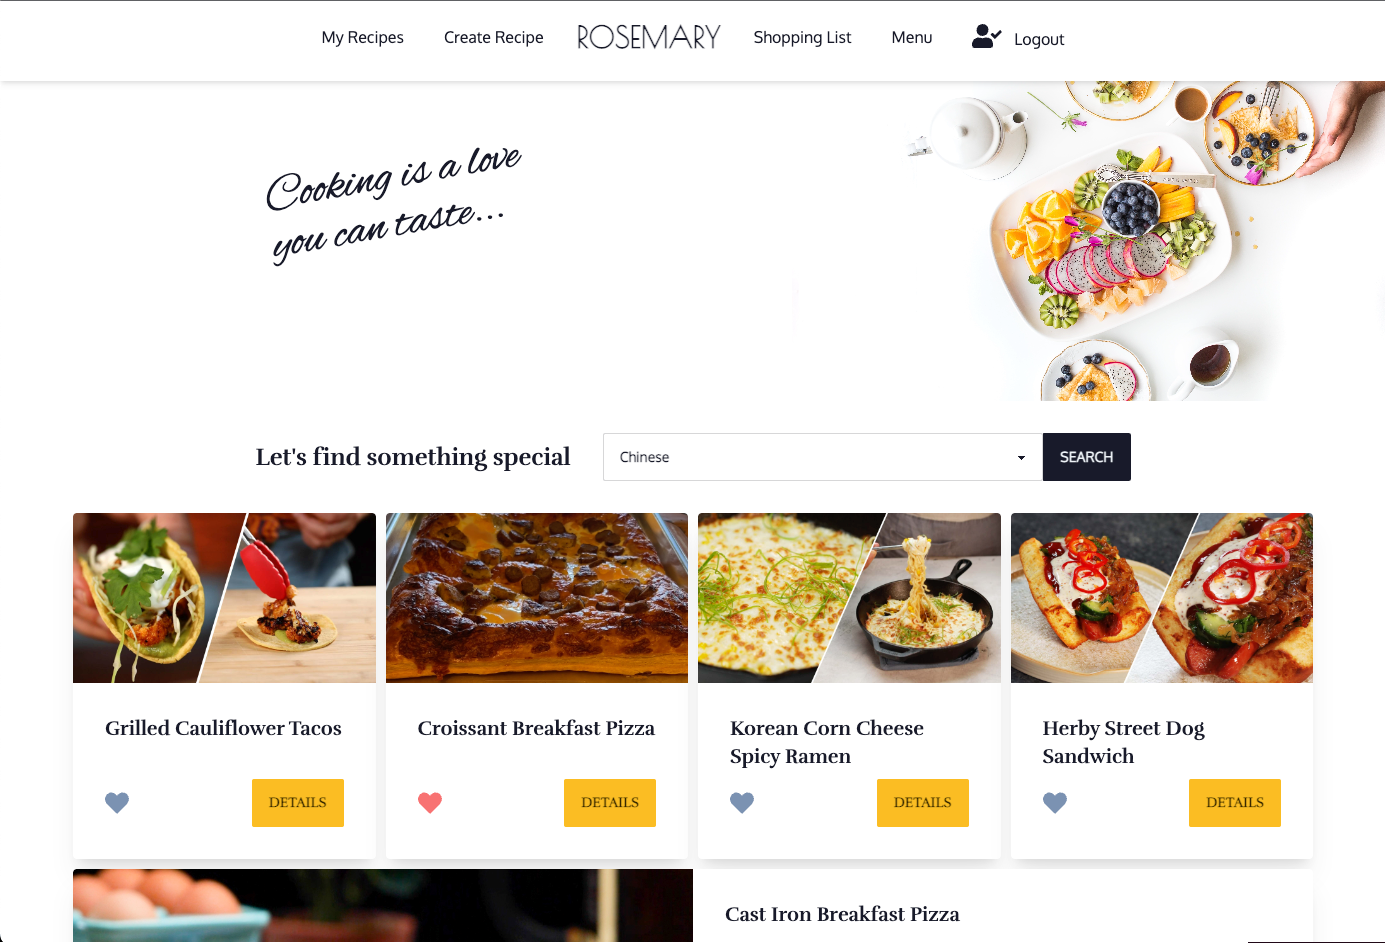 My Recipes Create Recipe ROSEMARY Shopping List Menu Logout
Cooking is a love
you can taste...
Let's find something special Chinese SEARCH
Grilled Cauliflower Tacos
Croissant Breakfast Pizza
Korean Corn Cheese
Spicy Ramen
Herby Street Dog
Sandwich
DETAILS
DETAILS
DETAILS
DETAILS
Cast Iron Breakfast Pizza